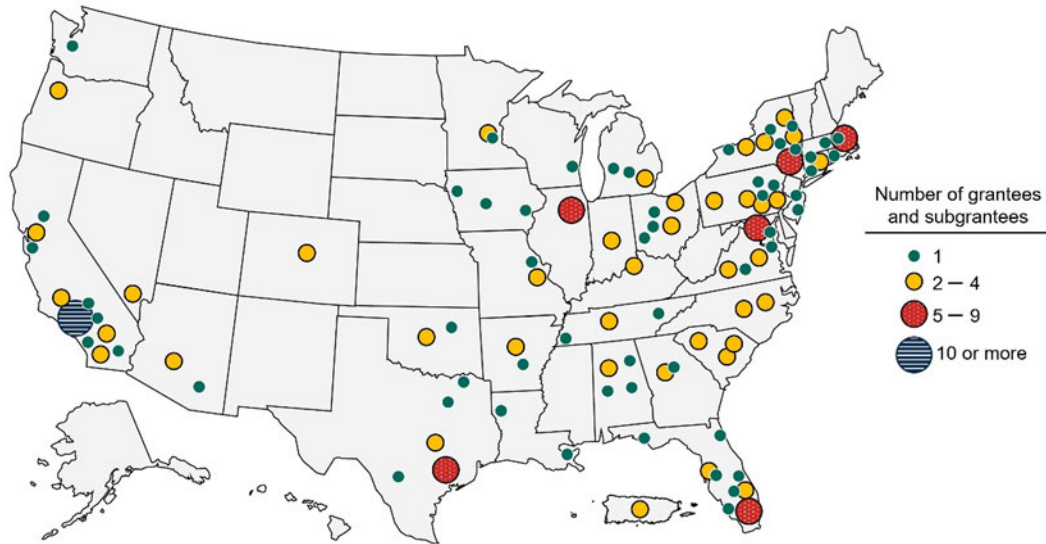 Number of grantees
and subgrantees
1
2 – 4
5 – 9
10 or more